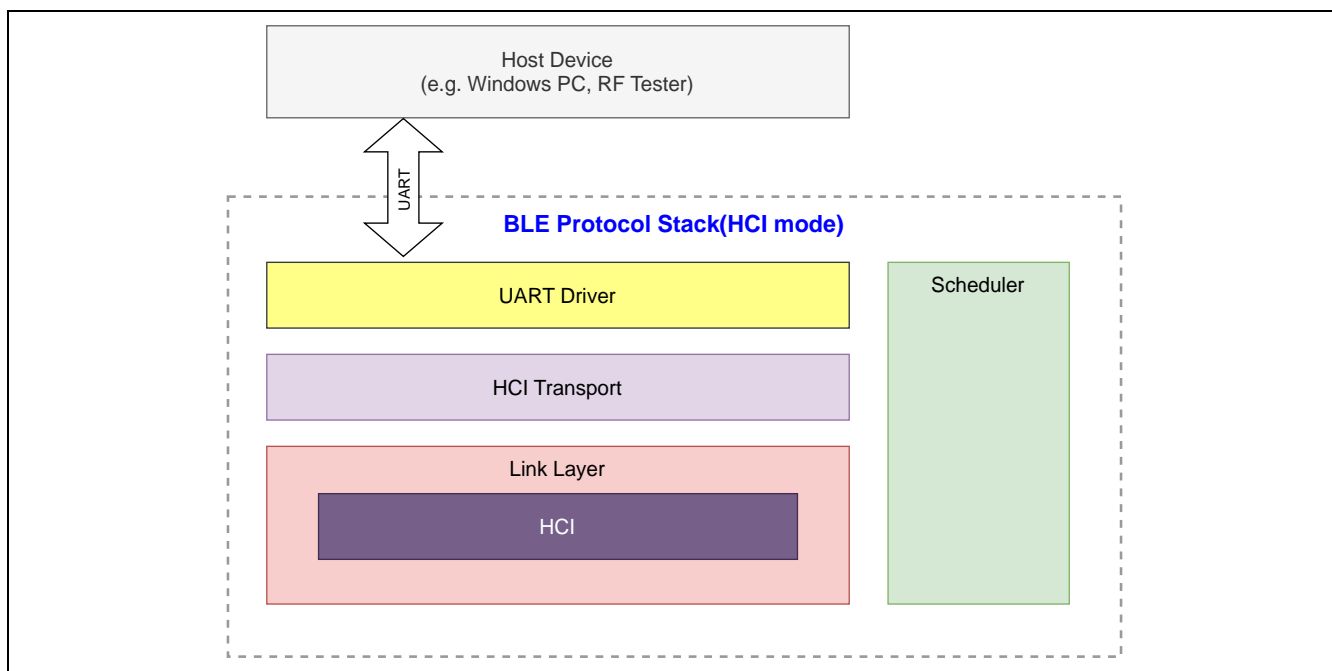 Host Device
(e.g. Windows PC, RF Tester)
UART
BLE Protocol Stack(HCI mode)
UART Driver
Scheduler
HCI Transport
Link Layer
HCI